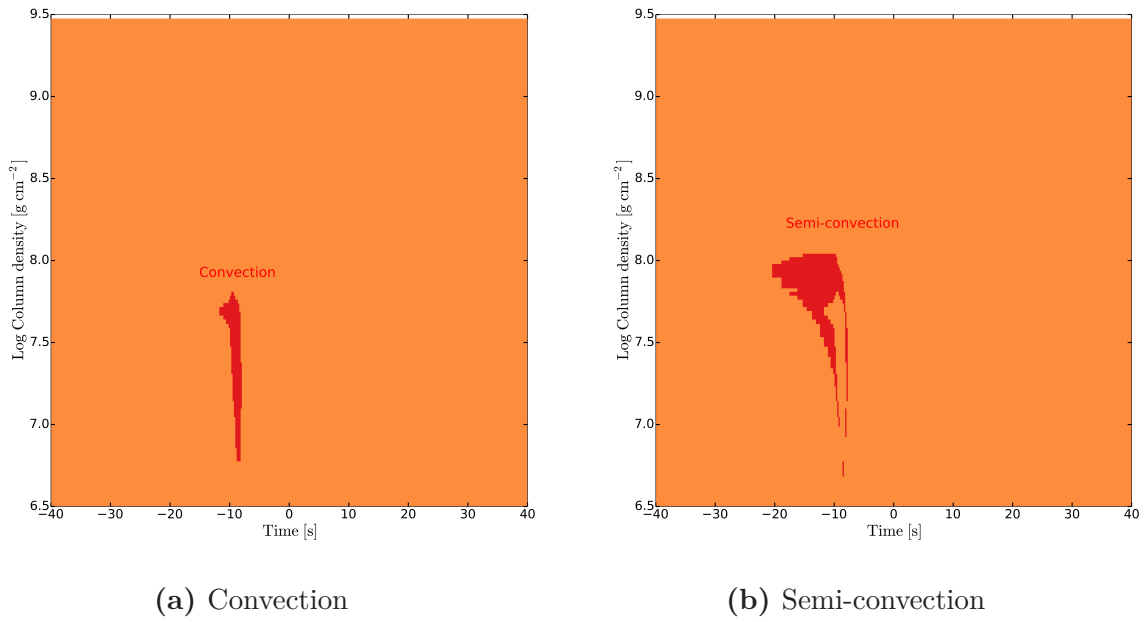 9.5
9.0
8.5
8.0
7.5
7.0
6.5
Log Column density [g cm⁻²]
Convection
−40 −30 −20 −10 0 10 20 30 40
Time [s]
(a) Convection
9.5
9.0
8.5
8.0
7.5
7.0
6.5
Log Column density [g cm⁻²]
Semi-convection
−40 −30 −20 −10 0 10 20 30 40
Time [s]
(b) Semi-convection